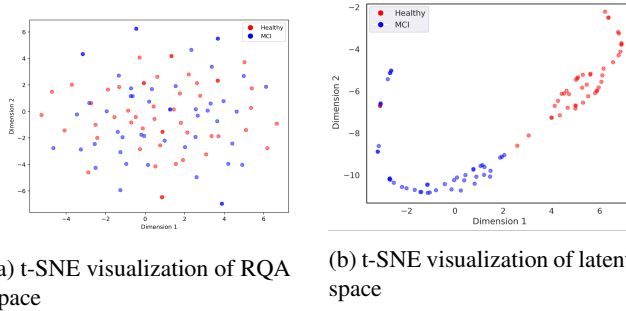 Healthy
MCI
6
4
2
0
−2
−4
−6
−4
−2
0
2
4
6
Dimension 1
Dimension 2
Healthy
MCI
−2
−4
−6
−8
−10
−2
0
2
4
6
Dimension 1
Dimension 2
a) t-SNE visualization of RQA
pace
(b) t-SNE visualization of laten
space